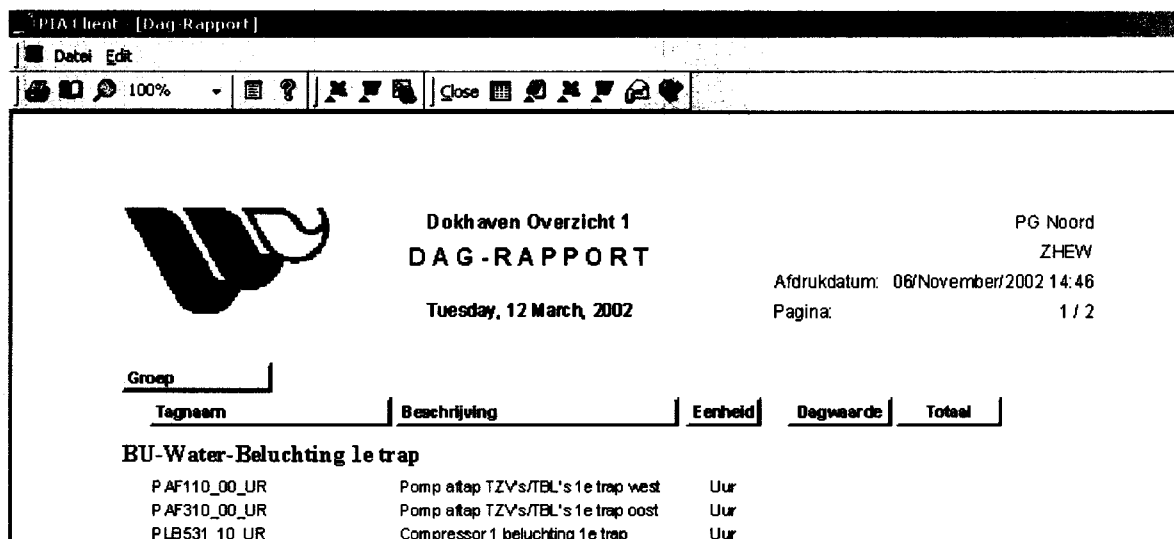 PIA Client - [Dag-Rapport]
Datei Edit
100% Close
Dokhaven Overzicht 1
DAG-RAPPORT
Tuesday, 12 March, 2002
PG Noord
ZHEW
Afdrukdatum: 06/November/2002 14:46
Pagina: 1 / 2
Groep
Tagnaam Beschrijving Eenheid Dagwaarde Totaal
BU-Water-Beluchting 1e trap
PAF110_00_UR Pomp aftap TZV's/TBL's 1e trap west Uur
PAF310_00_UR Pomp aftap TZV's/TBL's 1e trap oost Uur
PLB531_10_UR Compressor 1 beluchting 1e trap Uur